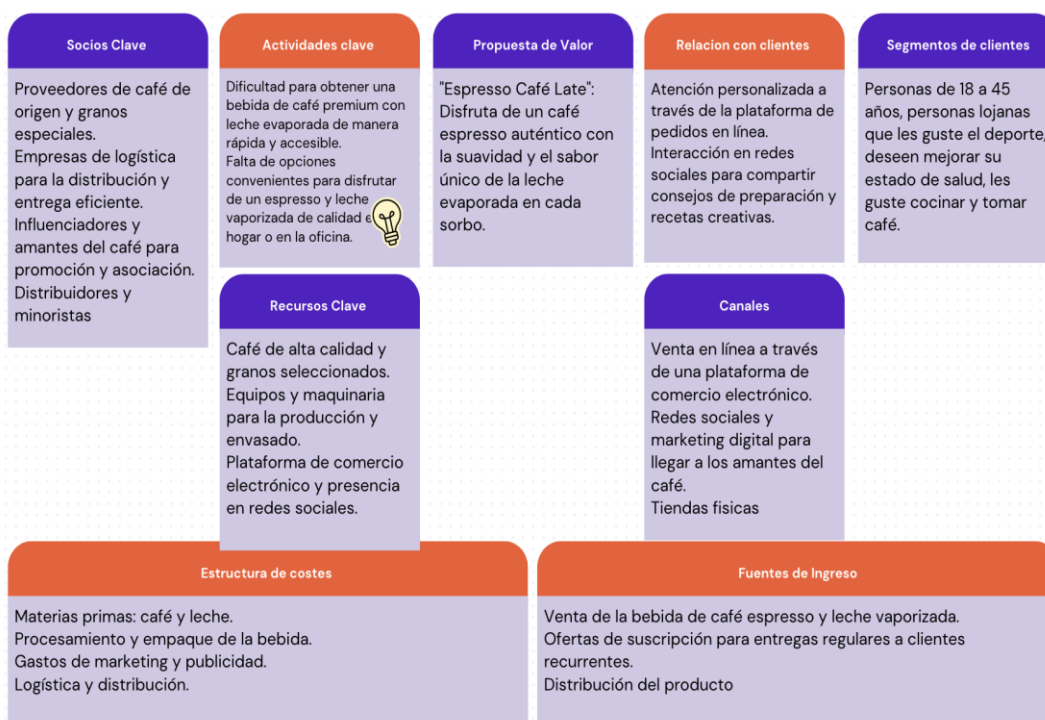 Socios Clave
Proveedores de café de
origen y granos
especiales.
Empresas de logística
para la distribución y
entrega eficiente.
Influenciadores y
amantes del café para
promoción y asociación.
Distribuidores y
minoristas
Actividades clave
Dificultad para obtener una
bebida de café premium con
leche evaporada de manera
rápida y accesible.
Falta de opciones
convenientes para disfrutar
de un espresso y leche
vaporizada de calidad
hogar o en la oficina.
Recursos Clave
Café de alta calidad y
granos seleccionados.
Equipos y maquinaria
para la producción y
envasado.
Plataforma de comercio
electrónico y presencia
en redes sociales.
Propuesta de Valor
"Espresso Café Late":
Disfruta de un café
espresso auténtico con
la suavidad y el sabor
único de la leche
evaporada en cada
sorbo.
Relacion con clientes
Atención personalizada a
través de la plataforma de
pedidos en línea.
Interacción en redes
sociales para compartir
consejos de preparación y
recetas creativas.
Canales
Venta en línea a través
de una plataforma de
comercio electrónico.
Redes sociales y
marketing digital para
llegar a los amantes del
café.
Tiendas fisicas
Segmentos de clientes
Personas de 18 a 45
años, personas lojanas
que les guste el deporte,
deseen mejorar su
estado de salud, les
guste cocinar y tomar
café.
Estructura de costes
Materias primas: café y leche.
Procesamiento y empaque de la bebida.
Gastos de marketing y publicidad.
Logística y distribución.
Fuentes de Ingreso
Venta de la bebida de café espresso y leche vaporizada.
Ofertas de suscripción para entregas regulares a clientes
recurrentes.
Distribución del producto